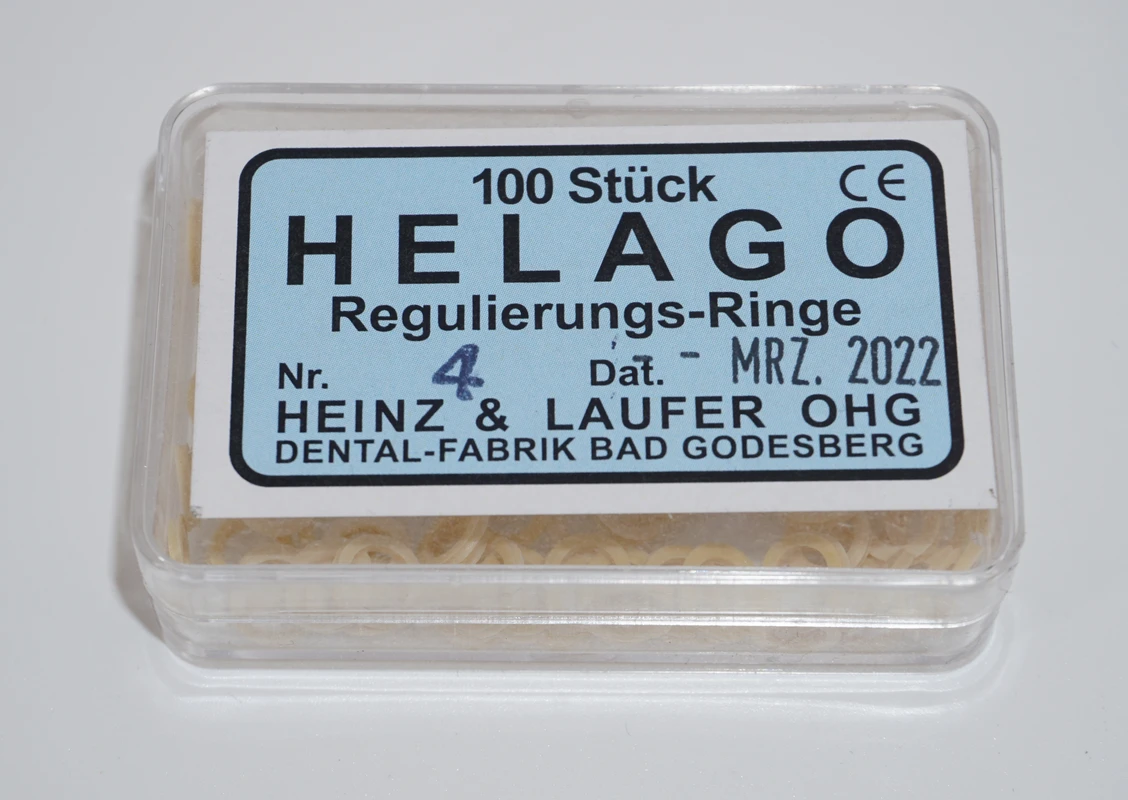 100 Stück CE
HELAGO
Regulierungs-Ringe
Nr. 4 Dat. - - MRZ. 2022
HEINZ & LAUFER OHG
DENTAL-FABRIK BAD GODESBERG